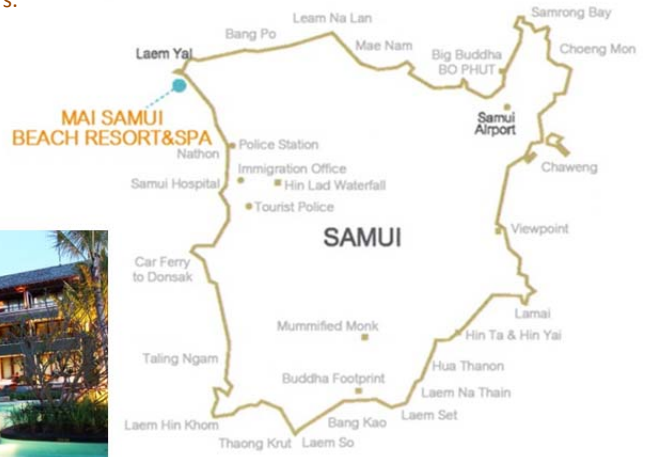 rs.
Samrong Bay
Leam Na Lan
Bang Po
Mae Nam
Choeng Mon
Big Buddha
BO PHUT
Laem Yai
Samui
Airport
MAI SAMUI
BEACH RESORT&SPA
Police Station
Nathon
Immigration Office
Chaweng
Samui Hospital
Hin Lad Waterfall
Tourist Police
Viewpoint
SAMUI
Car Ferry
to Donsak
Lamai
Mummified Monk
Hin Ta & Hin Yai
Taling Ngam
Hua Thanon
Buddha Footprint
Laem Na Thain
Laem Set
Laem Hin Khom
Bang Kao
Thaong Krut
Laem So